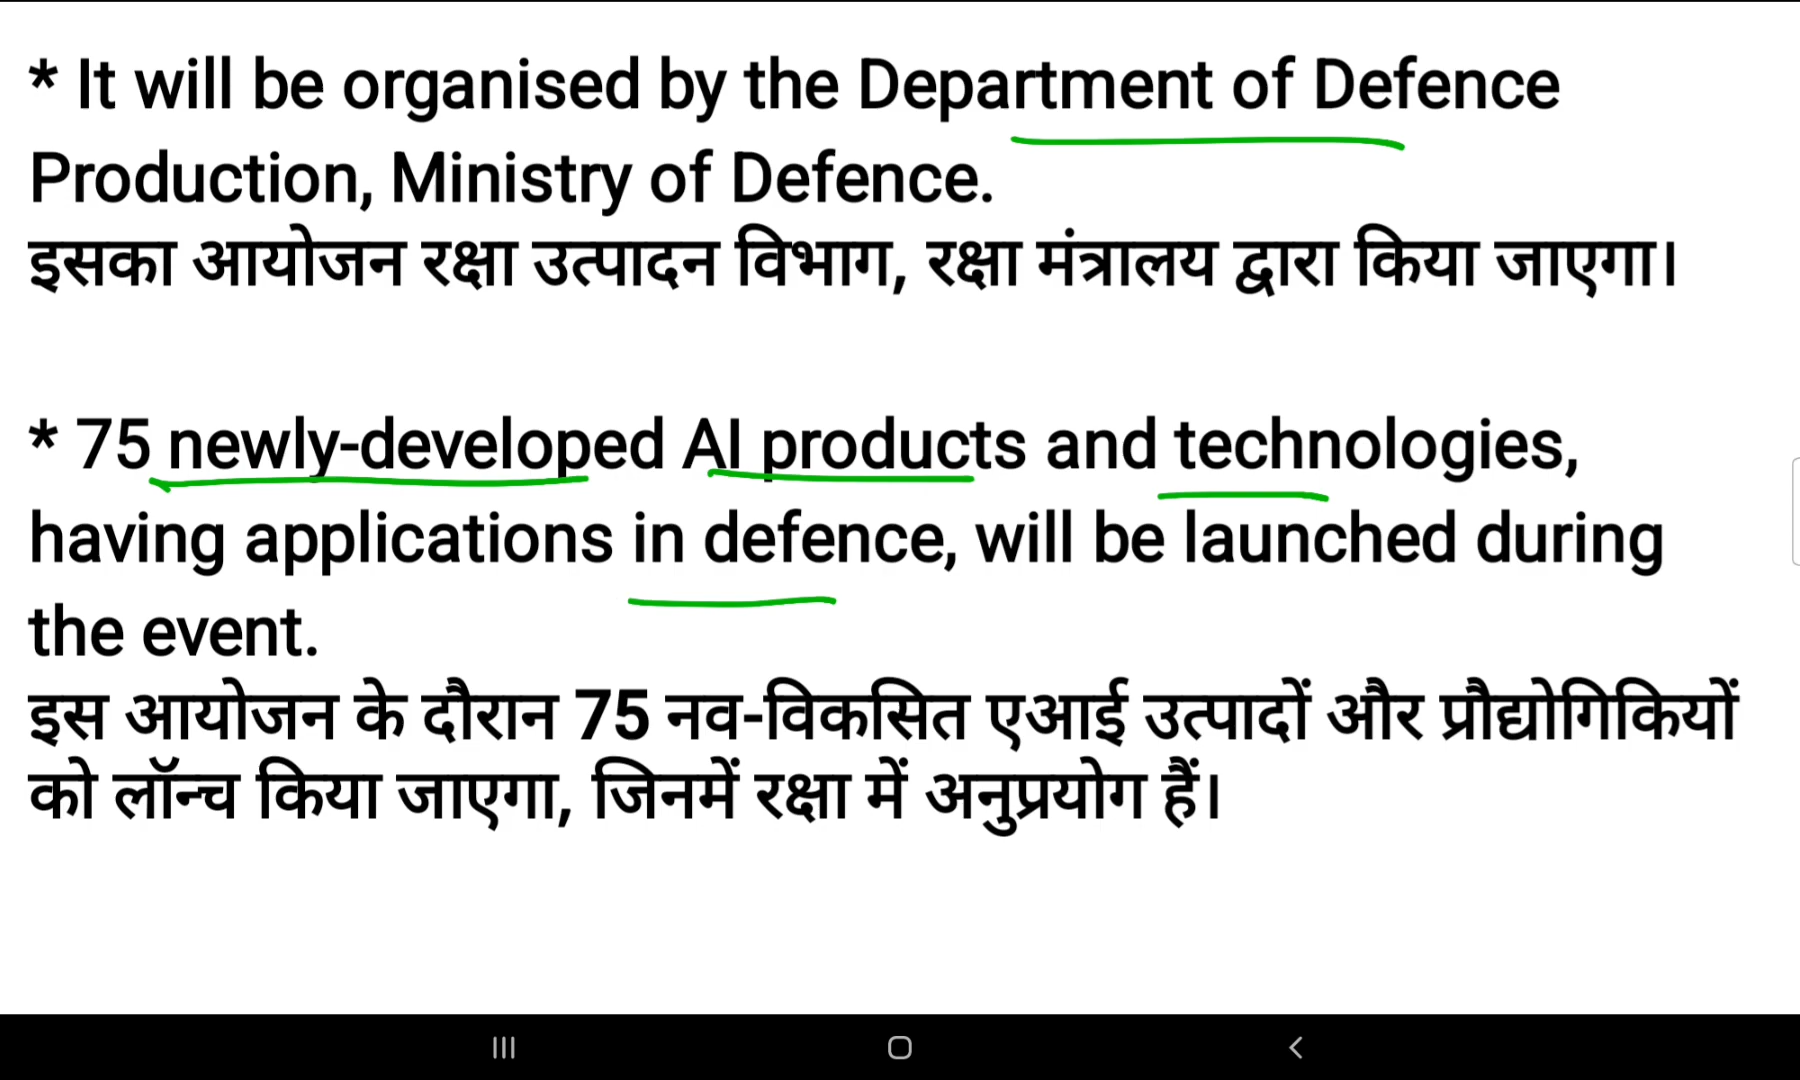 * It will be organised by the Department of Defence
Production, Ministry of Defence.
इसका आयोजन रक्षा उत्पादन विभाग, रक्षा मंत्रालय द्वारा किया जाएगा।
* 75 newly-developed AI products and technologies,
having applications in defence, will be launched during
the event.
इस आयोजन के दौरान 75 नव-विकसित एआई उत्पादों और प्रौद्योगिकियों
को लॉन्च किया जाएगा, जिनमें रक्षा में अनुप्रयोग हैं।